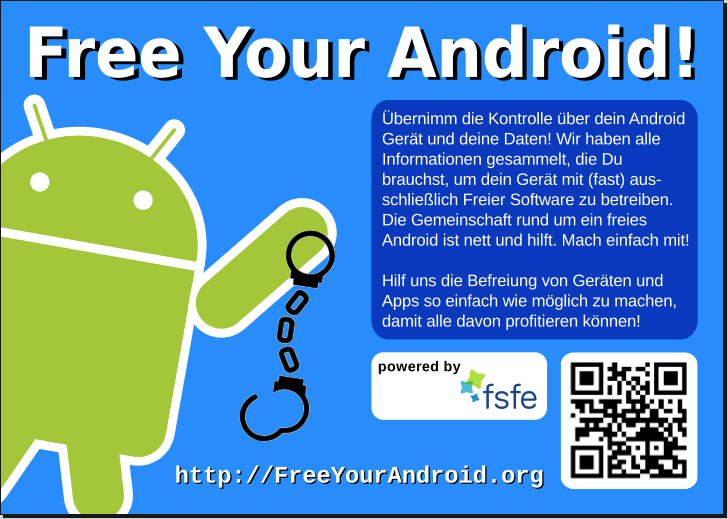 Free Your Android!
Übernimm die Kontrolle über dein Android
Gerät und deine Daten! Wir haben alle
Informationen gesammelt, die Du
brauchst, um dein Gerät mit (fast) aus-
schließlich Freier Software zu betreiben.
Die Gemeinschaft rund um ein freies
Android ist nett und hilft. Mach einfach mit!
Hilf uns die Befreiung von Geräten und
Apps so einfach wie möglich zu machen,
damit alle davon profitieren können!
powered by
fsfe
http://FreeYourAndroid.org